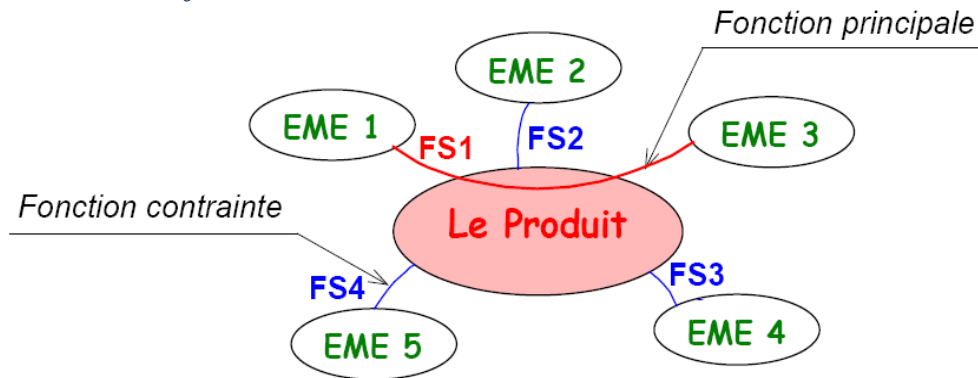 Fonction principale
EME 2
EME 1
EME 3
FS1
FS2
Fonction contrainte
Le Produit
FS4
FS3
EME 5
EME 4